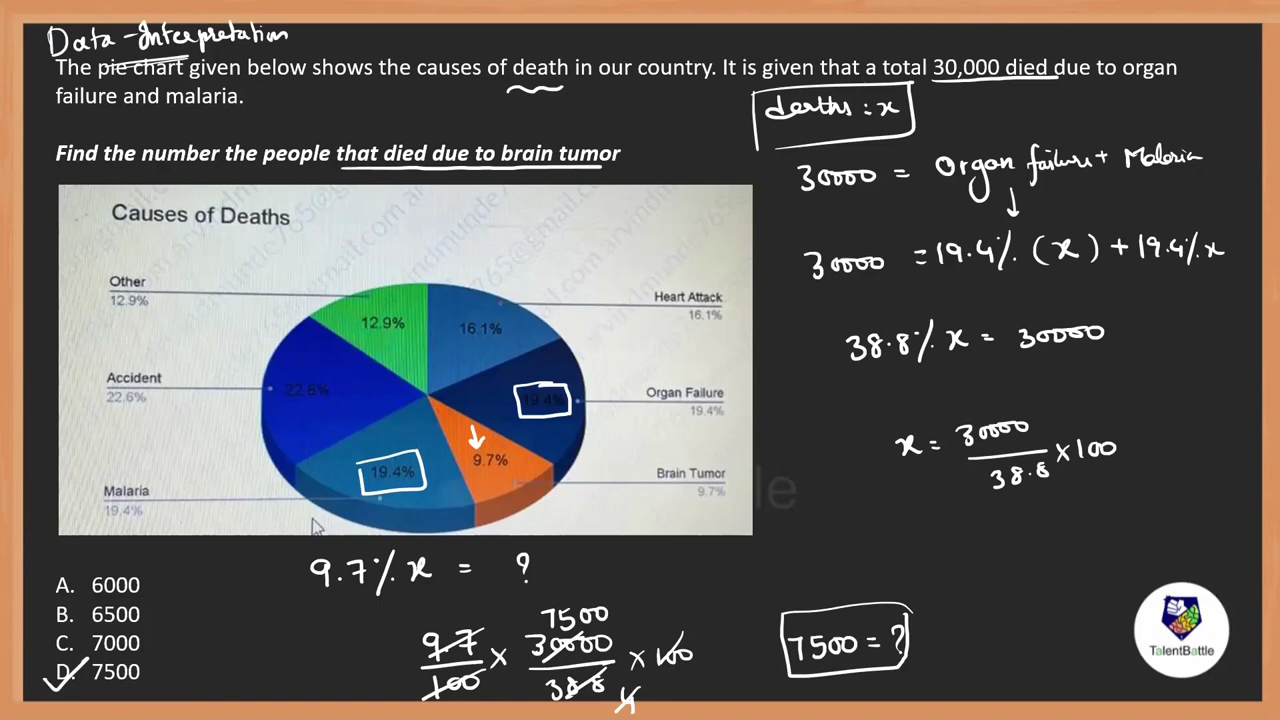 Data-Interpretation
The pie chart given below shows the causes of death in our country. It is given that a total 30,000 died due to organ
failure and malaria.
deaths : x
Find the number the people that died due to brain tumor
30000 = Organ failure + Malaria
Causes of Deaths
30000 = 19.4% (x) + 19.4% x
Other
12.9%
Heart Attack
16.1%
12.9%
16.1%
38.8% x = 30000
Accident
22.6%
22.6%
19.4%
Organ Failure
19.4%
x = 30000
38.8 × 100
9.7%
19.4%
Brain Tumor
9.7%
Malaria
19.4%
9.7% x = ?
A. 6000
B. 6500
C. 7000
D. 7500
7500
9.7 × 30000 × 100
100 38.8
4
7500 = ?
TalentBattle